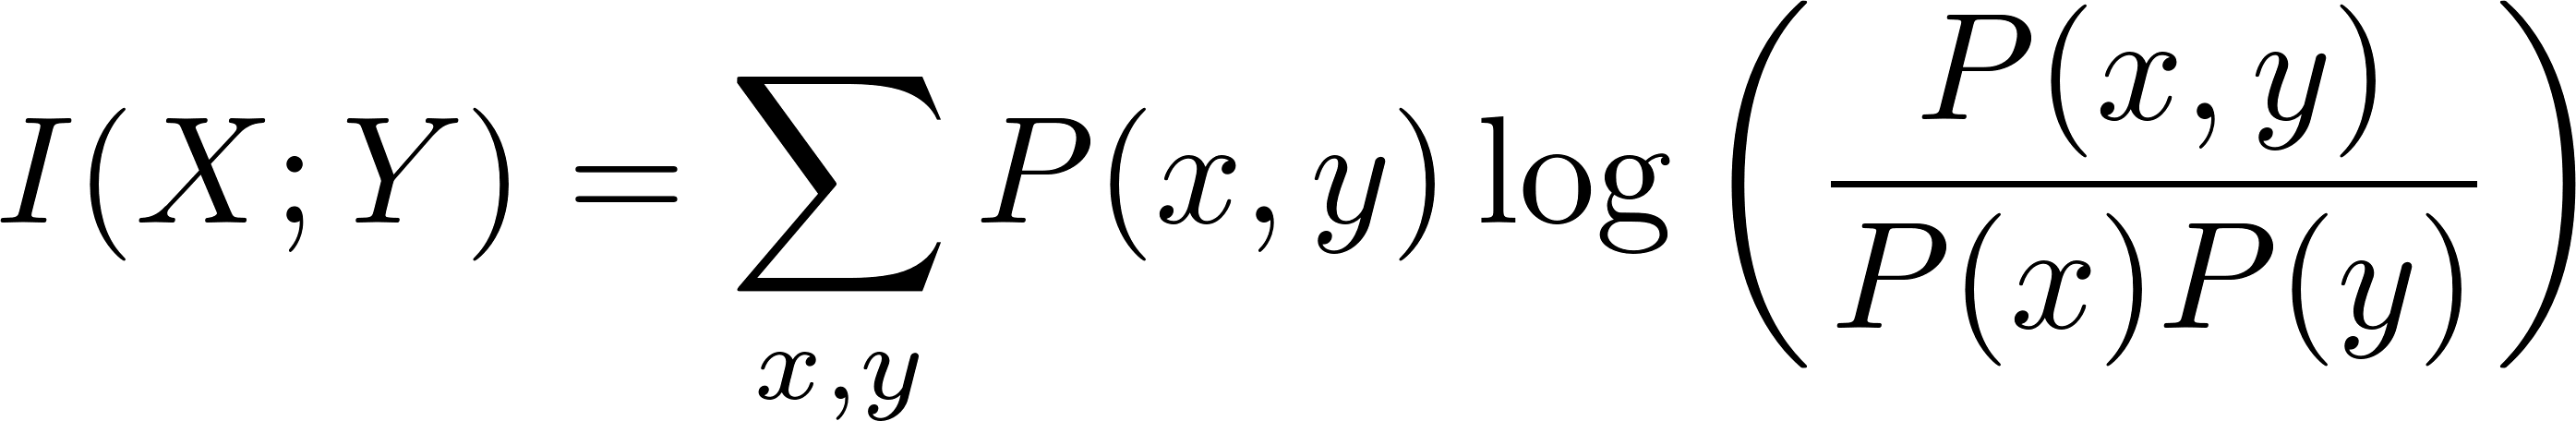 I(X;Y) = \sum_{x,y} P(x,y) \log \left( \frac{P(x,y)}{P(x)P(y)} \right)